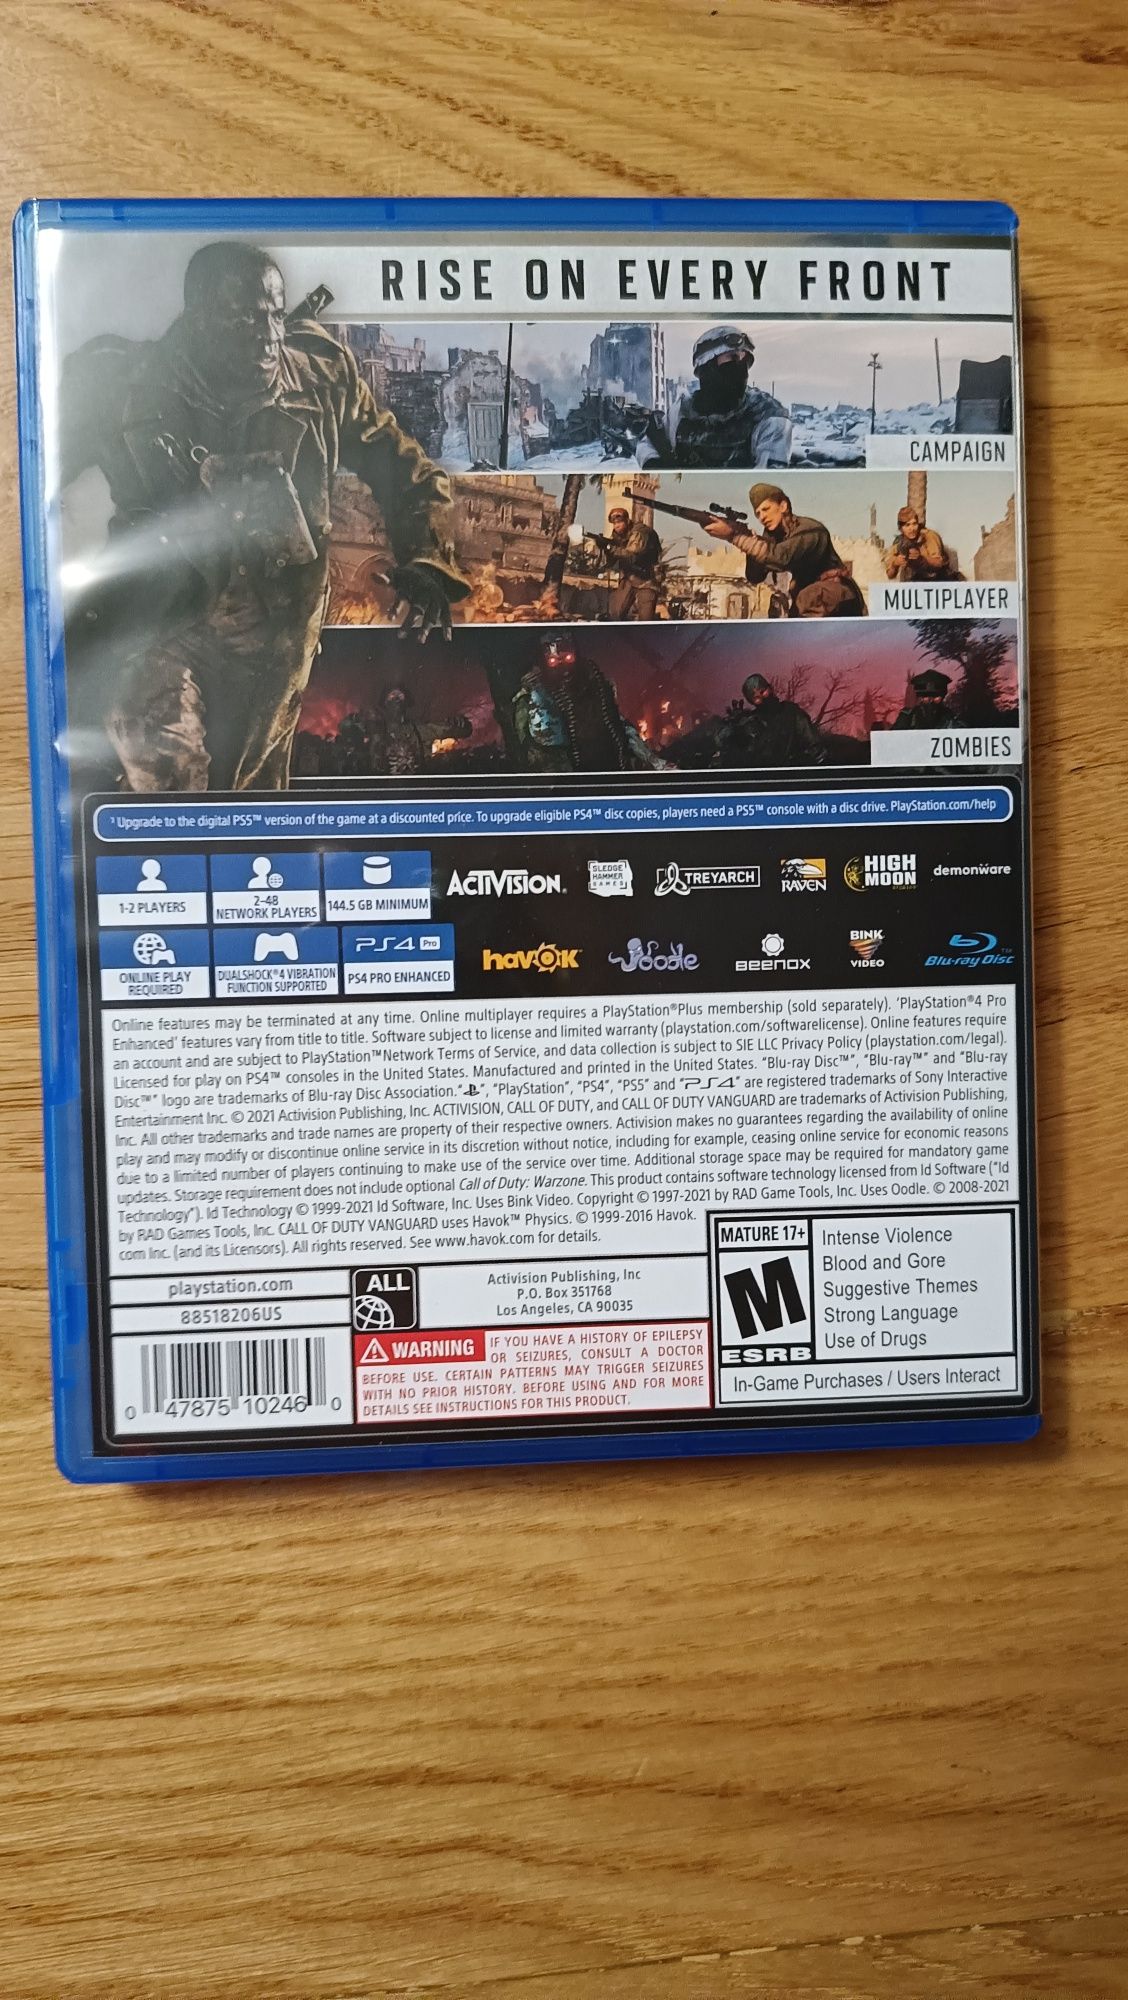 RISE ON EVERY FRONT
CAMPAIGN
MULTIPLAYER
ZOMBIES
¹ Upgrade to the digital PS5™ version of the game at a discounted price. To upgrade eligible PS4™ disc copies, players need a PS5™ console with a disc drive. PlayStation.com/help
1-2 PLAYERS
2-48
NETWORK PLAYERS
144.5 GB MINIMUM
ACTIVISION.
SLEDGE
HAMMER
GAMES
TREYARCH
RAVEN
HIGH
MOON
STUDIOS
demonware
ONLINE PLAY
REQUIRED
DUALSHOCK®4 VIBRATION
FUNCTION SUPPORTED
PS4 Pro
PS4 PRO ENHANCED
havok
Oodle
BEENOX
BINK
VIDEO
Blu-ray Disc™
Online features may be terminated at any time. Online multiplayer requires a PlayStation®Plus membership (sold separately). 'PlayStation®4 Pro
Enhanced' features vary from title to title. Software subject to license and limited warranty (playstation.com/softwarelicense). Online features require
an account and are subject to PlayStation™Network Terms of Service, and data collection is subject to SIE LLC Privacy Policy (playstation.com/legal).
Licensed for play on PS4™ consoles in the United States. Manufactured and printed in the United States. "Blu-ray Disc™", "Blu-ray™" and "Blu-ray
Disc™" logo are trademarks of Blu-ray Disc Association. "PS", "PlayStation", "PS4", "PS5" and "PS4" are registered trademarks of Sony Interactive
Entertainment Inc. © 2021 Activision Publishing, Inc. ACTIVISION, CALL OF DUTY, and CALL OF DUTY VANGUARD are trademarks of Activision Publishing,
Inc. All other trademarks and trade names are property of their respective owners. Activision makes no guarantees regarding the availability of online
play and may modify or discontinue online service in its discretion without notice, including for example, ceasing online service for economic reasons
due to a limited number of players continuing to make use of the service over time. Additional storage space may be required for mandatory game
updates. Storage requirement does not include optional Call of Duty: Warzone. This product contains software technology licensed from Id Software ("Id
Technology"). Id Technology © 1999-2021 Id Software, Inc. Uses Bink Video. Copyright © 1997-2021 by RAD Game Tools, Inc. Uses Oodle. © 2008-2021
by RAD Games Tools, Inc. CALL OF DUTY VANGUARD uses Havok™ Physics. © 1999-2016 Havok.
com Inc. (and its Licensors). All rights reserved. See www.havok.com for details.
playstation.com
88518206US
ALL
Activision Publishing, Inc
P.O. Box 351768
Los Angeles, CA 90035
WARNING IF YOU HAVE A HISTORY OF EPILEPSY
OR SEIZURES, CONSULT A DOCTOR
BEFORE USE. CERTAIN PATTERNS MAY TRIGGER SEIZURES
WITH NO PRIOR HISTORY. BEFORE USING AND FOR MORE
DETAILS SEE INSTRUCTIONS FOR THIS PRODUCT.
0 47875 10246 0
MATURE 17+
M
ESRB
Intense Violence
Blood and Gore
Suggestive Themes
Strong Language
Use of Drugs
In-Game Purchases / Users Interact